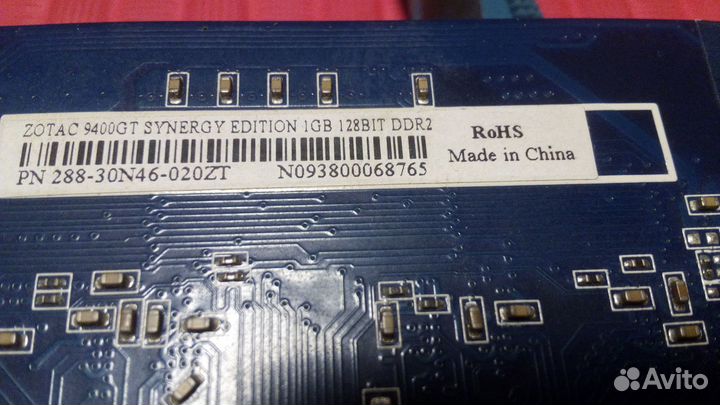 ZOTAC 9400GT SYNERGY EDITION 1GB 128BIT DDR2
PN 288-30N46-020ZT N093800068765
RoHS
Made in China
Avito